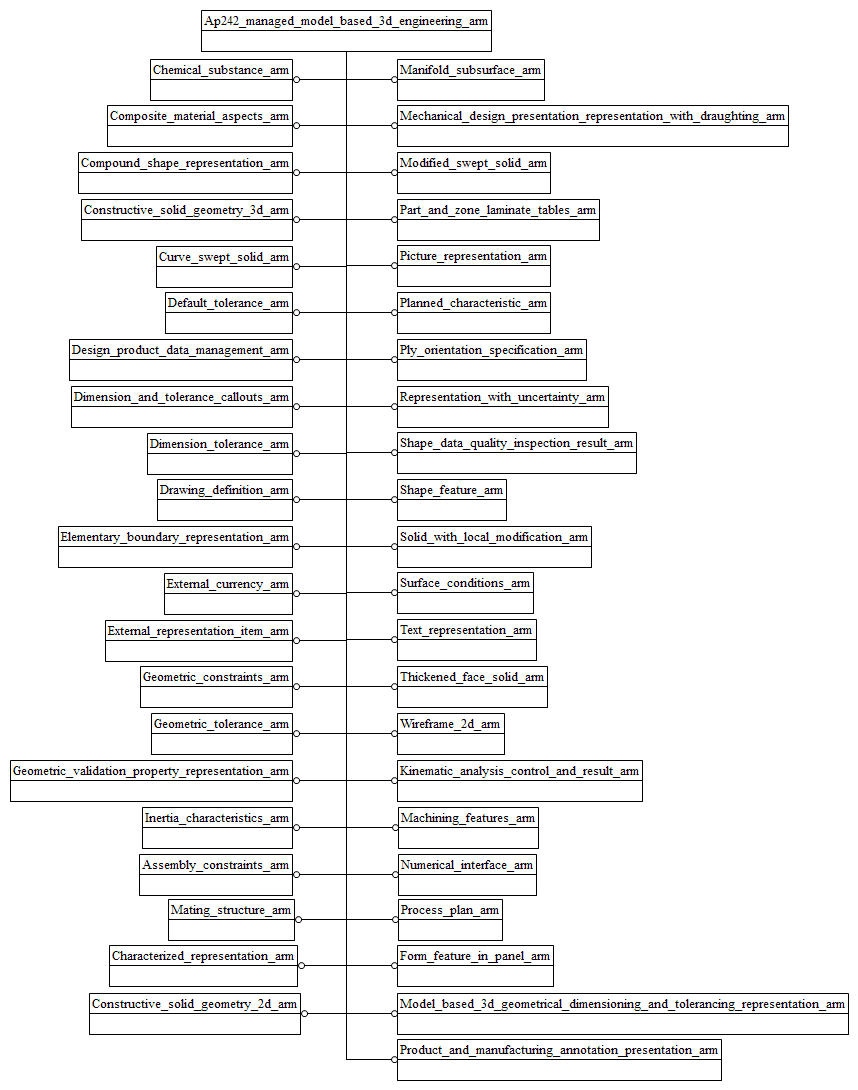 Ap242_managed_model_based_3d_engineering_arm
Chemical_substance_arm
Manifold_subsurface_arm
Composite_material_aspects_arm
Mechanical_design_presentation_representation_with_draughting_arm
Compound_shape_representation_arm
Modified_swept_solid_arm
Constructive_solid_geometry_3d_arm
Part_and_zone_laminate_tables_arm
Curve_swept_solid_arm
Picture_representation_arm
Default_tolerance_arm
Planned_characteristic_arm
Design_product_data_management_arm
Ply_orientation_specification_arm
Dimension_and_tolerance_callouts_arm
Representation_with_uncertainty_arm
Dimension_tolerance_arm
Shape_data_quality_inspection_result_arm
Drawing_definition_arm
Shape_feature_arm
Elementary_boundary_representation_arm
Solid_with_local_modification_arm
External_currency_arm
Surface_conditions_arm
External_representation_item_arm
Text_representation_arm
Geometric_constraints_arm
Thickened_face_solid_arm
Geometric_tolerance_arm
Wireframe_2d_arm
Geometric_validation_property_representation_arm
Kinematic_analysis_control_and_result_arm
Inertia_characteristics_arm
Machining_features_arm
Assembly_constraints_arm
Numerical_interface_arm
Mating_structure_arm
Process_plan_arm
Characterized_representation_arm
Form_feature_in_panel_arm
Constructive_solid_geometry_2d_arm
Model_based_3d_geometrical_dimensioning_and_tolerancing_representation_arm
Product_and_manufacturing_annotation_presentation_arm